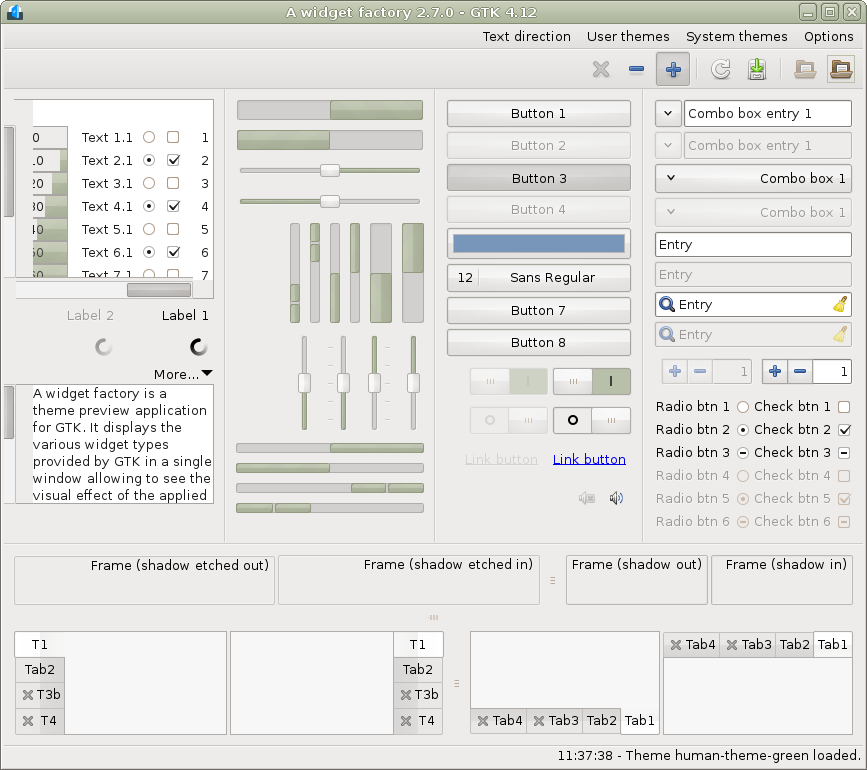 A widget factory 2.7.0 - GTK 4.12
Text direction User themes System themes Options
0 Text 1.1 1
10 Text 2.1 2
20 Text 3.1 3
30 Text 4.1 4
40 Text 5.1 5
50 Text 6.1 6
60 Text 7.1 7
Label 2 Label 1
More...
A widget factory is a
theme preview application
for GTK. It displays the
various widget types
provided by GTK in a single
window allowing to see the
visual effect of the applied
Button 1
Button 2
Button 3
Button 4
12 Sans Regular
Button 7
Button 8
Link button Link button
Combo box entry 1
Combo box entry 1
Combo box 1
Combo box 1
Entry
Entry
Entry
Entry
1 1
Radio btn 1 Check btn 1
Radio btn 2 Check btn 2
Radio btn 3 Check btn 3
Radio btn 4 Check btn 4
Radio btn 5 Check btn 5
Radio btn 6 Check btn 6
Frame (shadow etched out) Frame (shadow etched in) Frame (shadow out) Frame (shadow in)
T1
Tab2
T3b
T4
T1
Tab2
T3b
T4
Tab4 Tab3 Tab2 Tab1
Tab4 Tab3 Tab2 Tab1
11:37:38 - Theme human-theme-green loaded.